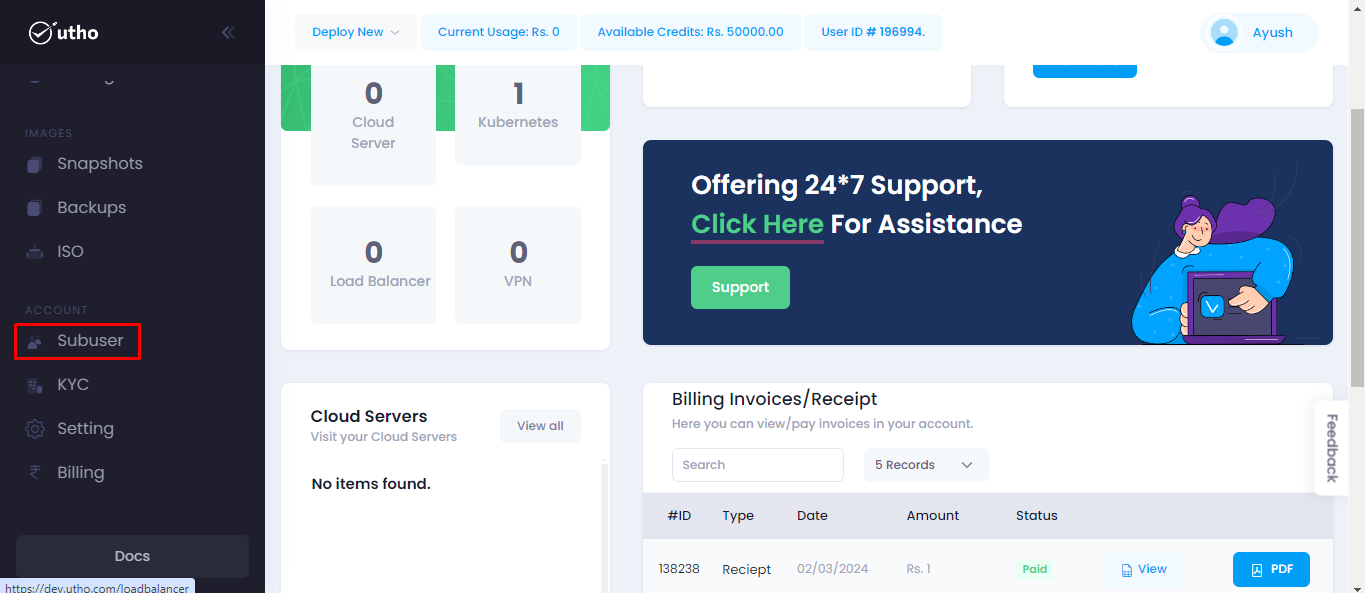 utho
Deploy New
Current Usage: Rs. 0
Available Credits: Rs. 50000.00
User ID # 196994.
Ayush
IMAGES
Snapshots
Backups
ISO
ACCOUNT
Subuser
KYC
Setting
Billing
Docs
https://dev.utho.com/loadbalancer
0
Cloud
Server
1
Kubernetes
0
Load Balancer
0
VPN
Offering 24*7 Support,
Click Here For Assistance
Support
Cloud Servers
Visit your Cloud Servers
View all
No items found.
Billing Invoices/Receipt
Here you can view/pay invoices in your account.
Search
5 Records
#ID Type Date Amount Status
138238 Reciept 02/03/2024 Rs. 1 Paid View PDF
Feedback